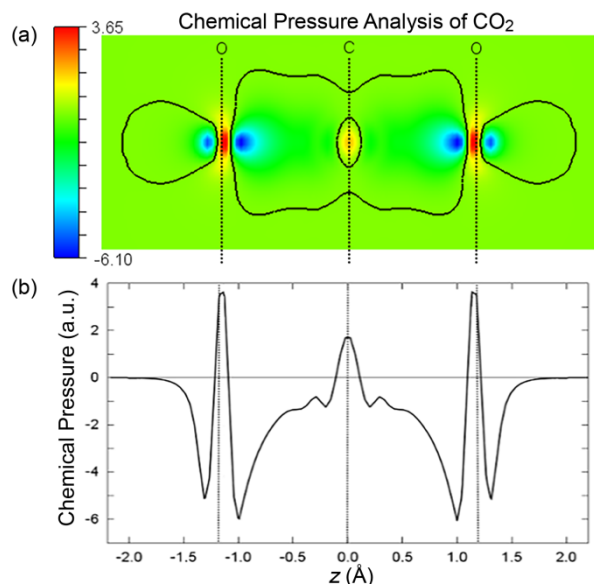 Chemical Pressure Analysis of CO₂
(a)
3.65
O C O
-6.10
(b)
Chemical Pressure (a.u.)
4
2
0
-2
-4
-6
-2.0 -1.5 -1.0 -0.5 0.0 0.5 1.0 1.5 2.0
z (Å)